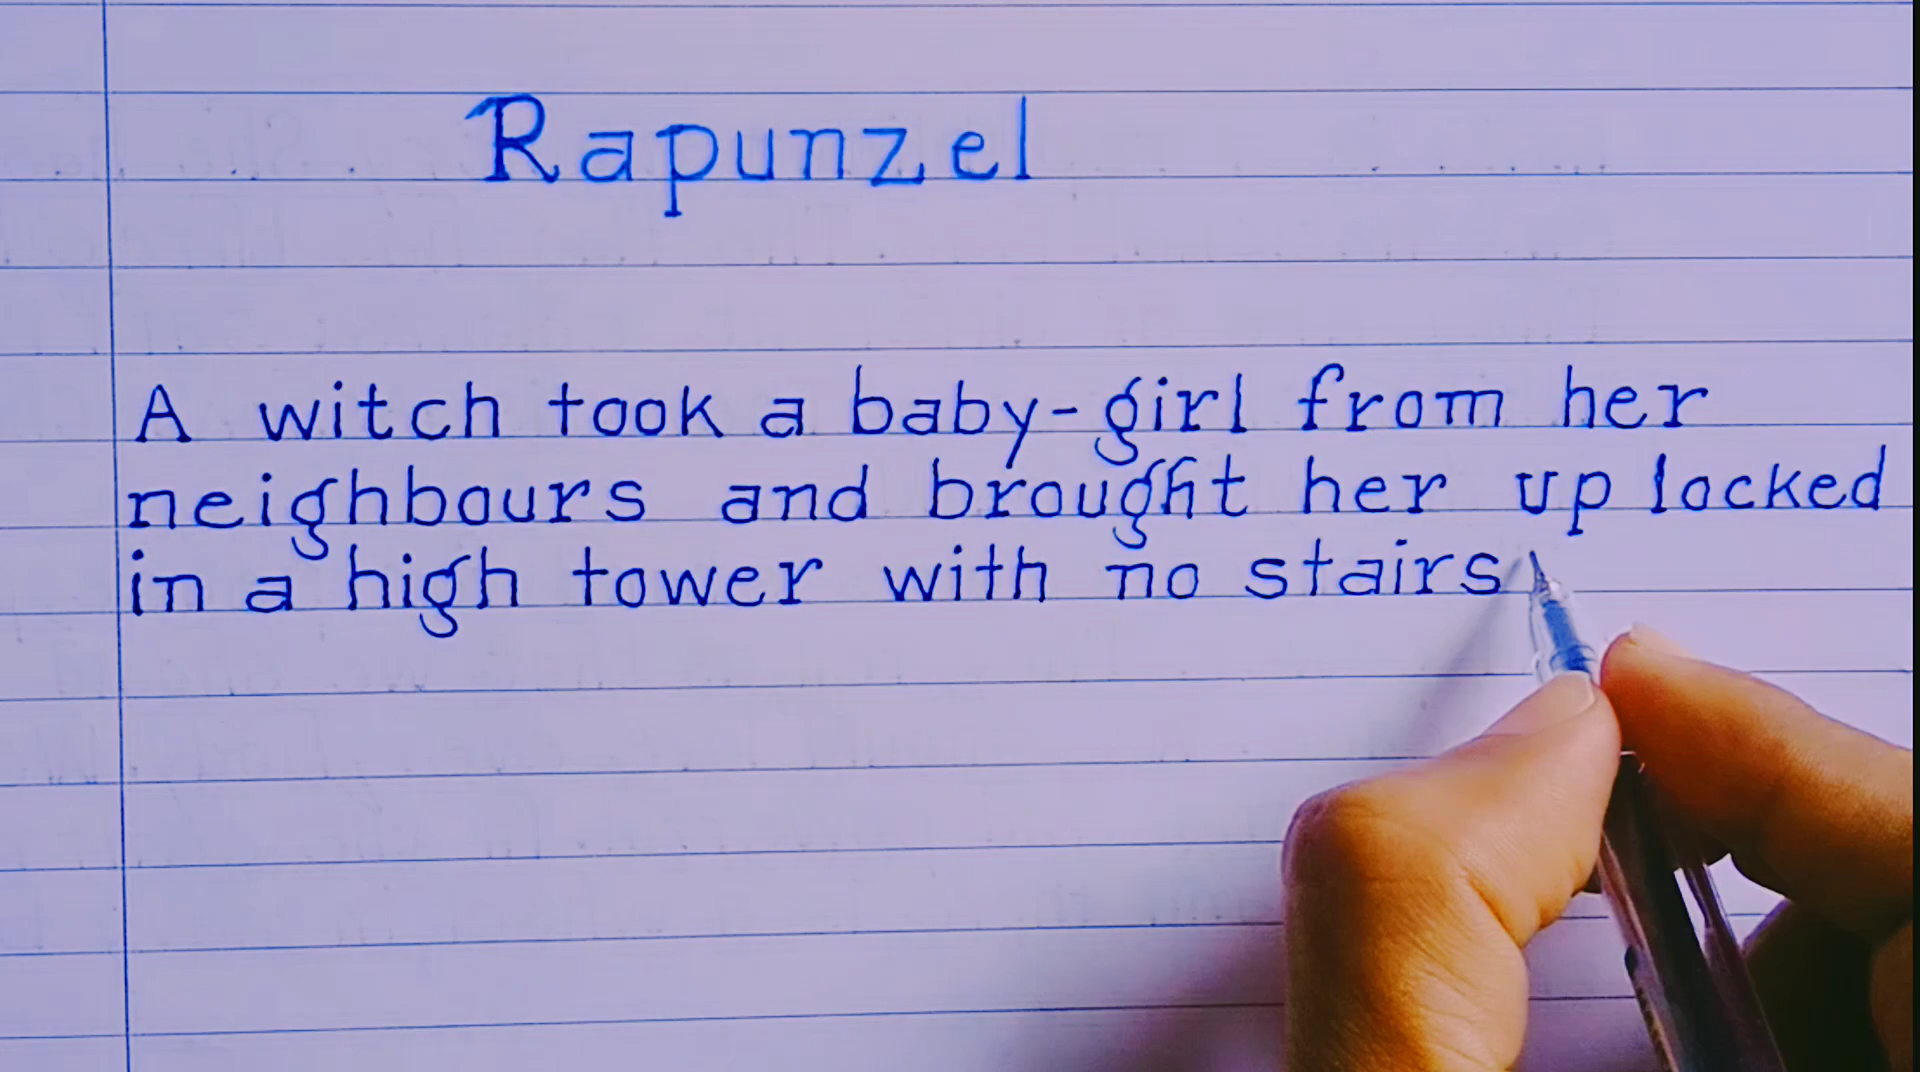 Rapunzel
A witch took a baby-girl from her
neighbours and brought her up locked
in a high tower with no stairs